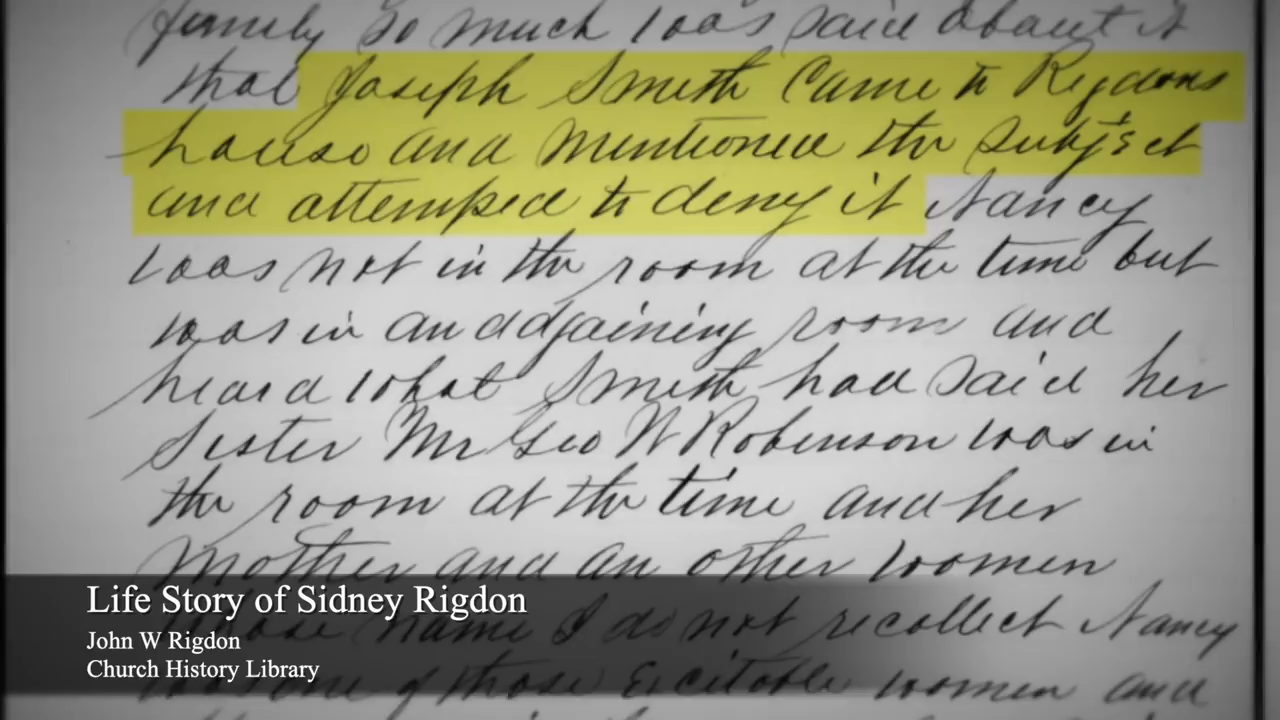 family so much was said about it
that Joseph Smith Came to Rigdons
house and mentioned the subject
and attemped to deny it Nancy
was not in the room at the time but
was in an adjoining room and
heard what Smith had said her
Sister Mr Geo W Robinson was in
the room at the time and her
mother and an other women
whose name I do not recollect Nancy
was one of those Excitable women and
Life Story of Sidney Rigdon
John W Rigdon
Church History Library